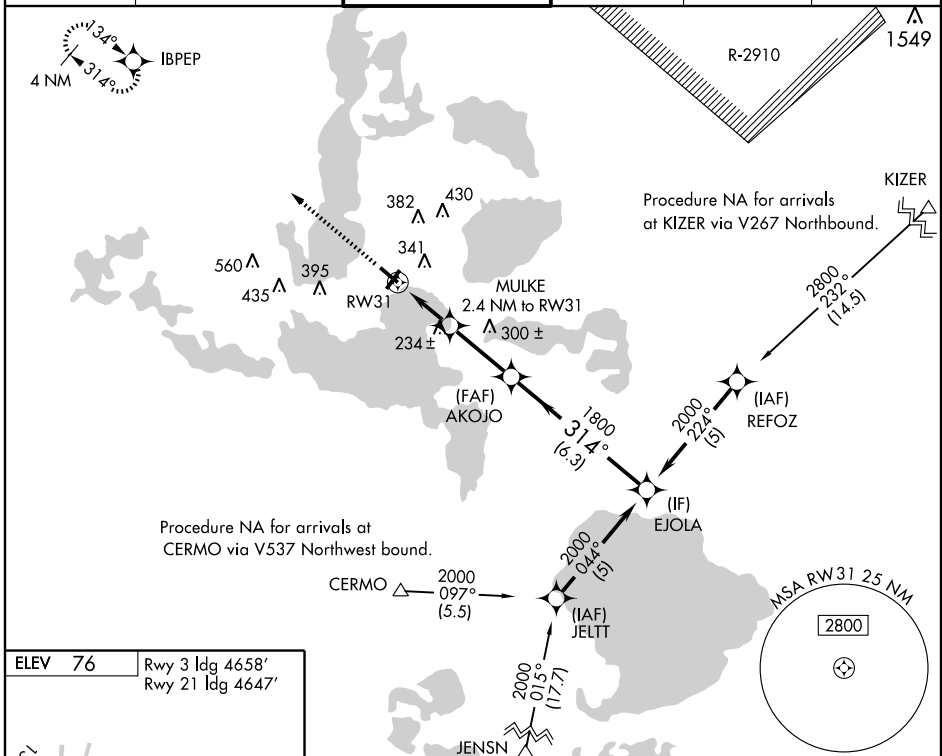 134°
314°
4 NM
IBPEP
R-2910
1549
KIZER
Procedure NA for arrivals
at KIZER via V267 Northbound.
2800
232°
(14.5)
382
430
341
560
435
395
RW31
MULKE
2.4 NM to RW31
234 ±
300 ±
(FAF)
AKOJO
1800
314°
(6.3)
2000
224°
(5)
(IAF)
REFOZ
(IF)
EJOLA
Procedure NA for arrivals at
CERMO via V537 Northwest bound.
CERMO
2000
097°
(5.5)
2000
044°
(5)
(IAF)
JELTT
2000
015°
(17.7)
JENSN
MSA RW31 25 NM
2800
ELEV 76
Rwy 3 ldg 4658'
Rwy 21 ldg 4647'